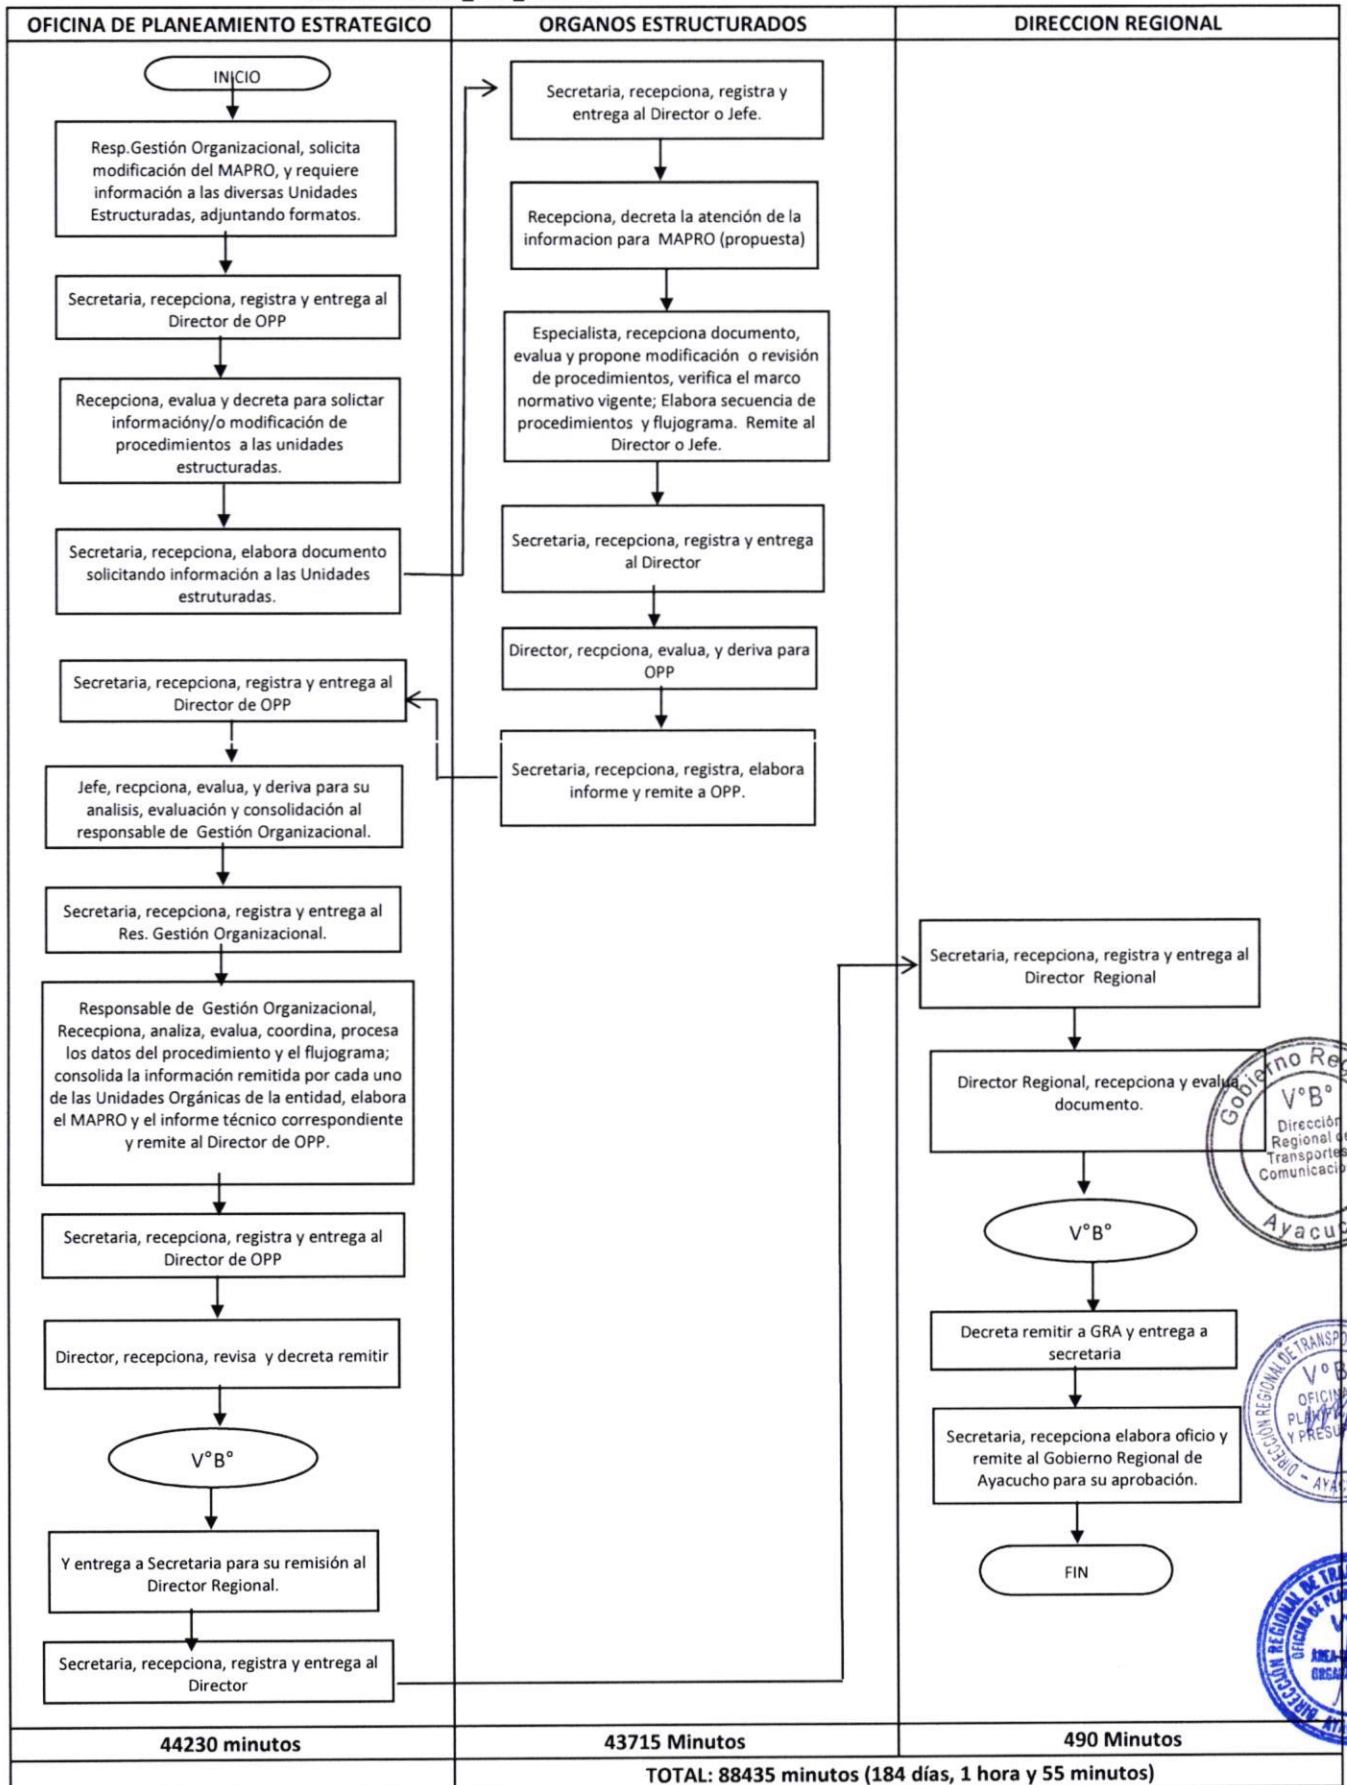 OFICINA DE PLANEAMIENTO ESTRATEGICO
INICIO
Resp.Gestión Organizacional, solicita
modificación del MAPRO, y requiere
información a las diversas Unidades
Estructuradas, adjuntando formatos.
Secretaria, recepciona, registra y entrega al
Director de OPP
Recepciona, evalua y decreta para solictar
informacióny/o modificación de
procedimientos a las unidades
estructuradas.
Secretaria, recepciona, elabora documento
solicitando información a las Unidades
estruturadas.
Secretaria, recepciona, registra y entrega al
Director de OPP
Jefe, recpciona, evalua, y deriva para su
analisis, evaluación y consolidación al
responsable de Gestión Organizacional.
Secretaria, recepciona, registra y entrega al
Res. Gestión Organizacional.
Responsable de Gestión Organizacional,
Rececpiona, analiza, evalua, coordina, procesa
los datos del procedimiento y el flujograma;
consolida la información remitida por cada uno
de las Unidades Orgánicas de la entidad, elabora
el MAPRO y el informe técnico correspondiente
y remite al Director de OPP.
Secretaria, recepciona, registra y entrega al
Director de OPP
Director, recepciona, revisa y decreta remitir
V°B°
Y entrega a Secretaria para su remisión al
Director Regional.
Secretaria, recepciona, registra y entrega al
Director
44230 minutos
ORGANOS ESTRUCTURADOS
Secretaria, recepciona, registra y
entrega al Director o Jefe.
Recepciona, decreta la atención de la
informacion para MAPRO (propuesta)
Especialista, recepciona documento,
evalua y propone modificación o revisión
de procedimientos, verifica el marco
normativo vigente; Elabora secuencia de
procedimientos y flujograma. Remite al
Director o Jefe.
Secretaria, recepciona, registra y entrega
al Director
Director, recpciona, evalua, y deriva para
OPP
Secretaria, recepciona, registra, elabora
informe y remite a OPP.
43715 Minutos
DIRECCION REGIONAL
Secretaria, recepciona, registra y entrega al
Director Regional
Director Regional, recepciona y evalua
documento.
V°B°
Decreta remitir a GRA y entrega a
secretaria
Secretaria, recepciona elabora oficio y
remite al Gobierno Regional de
Ayacucho para su aprobación.
FIN
490 Minutos
TOTAL: 88435 minutos (184 días, 1 hora y 55 minutos)
Gobierno
V°B°
Dirección
Regional
DIRECCIÓN REGIONAL DE
V°B
DIRECCIÓN REGIONAL DE